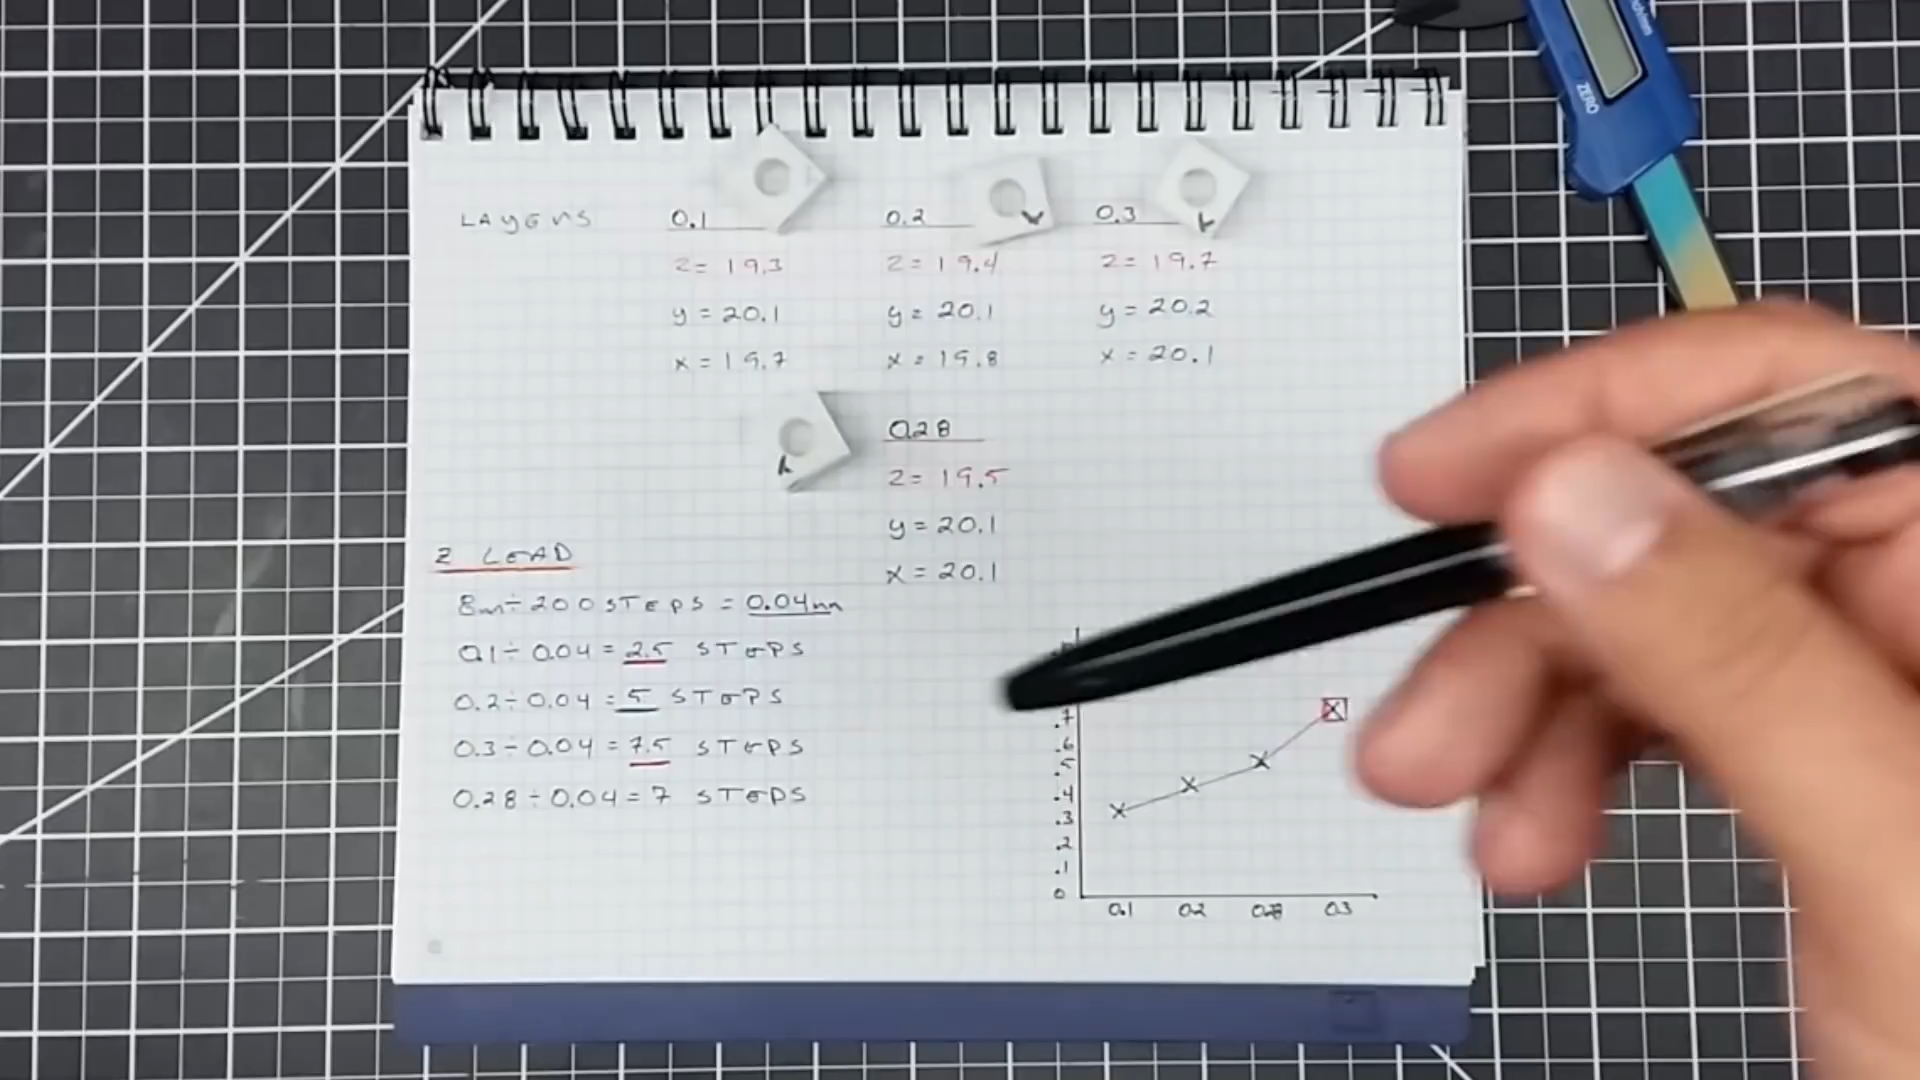 LAYERS 0.1 0.2 0.3
Z= 19.3 Z= 19.4 Z= 19.7
y = 20.1 y= 20.1 y= 20.2
x = 19.7 x = 19.8 x = 20.1
0.28
Z= 19.5
y= 20.1
x = 20.1
Z LEAD
8mm ÷ 200 STEPS = 0.04mm
0.1 ÷ 0.04 = 2.5 STEPS
0.2 ÷ 0.04 = 5 STEPS
0.3 ÷ 0.04 = 7.5 STEPS
0.28 ÷ 0.04 = 7 STEPS
.7
.6
.5
.4
.3
.2
.1
0
0.1 0.2 0.28 0.3
ZERO